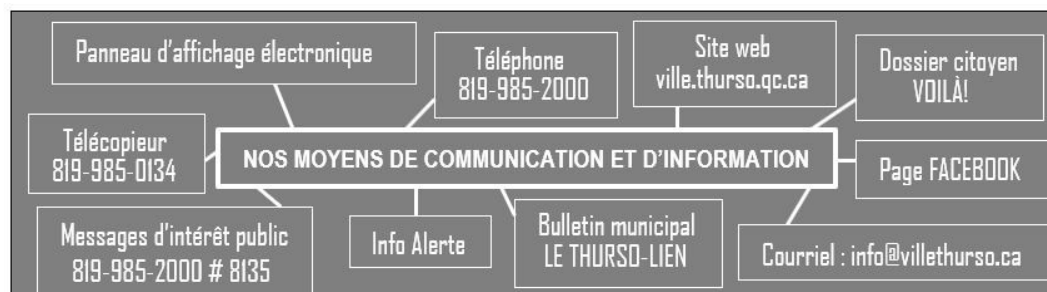 Panneau d'affichage électronique
Téléphone
819-985-2000
Site web
ville.thurso.qc.ca
Dossier citoyen
VOILÀ!
Télécopieur
819-985-0134
NOS MOYENS DE COMMUNICATION ET D'INFORMATION
Page FACEBOOK
Messages d'intérêt public
819-985-2000 # 8135
Info Alerte
Bulletin municipal
LE THURSO-LIEN
Courriel : info@villethurso.ca